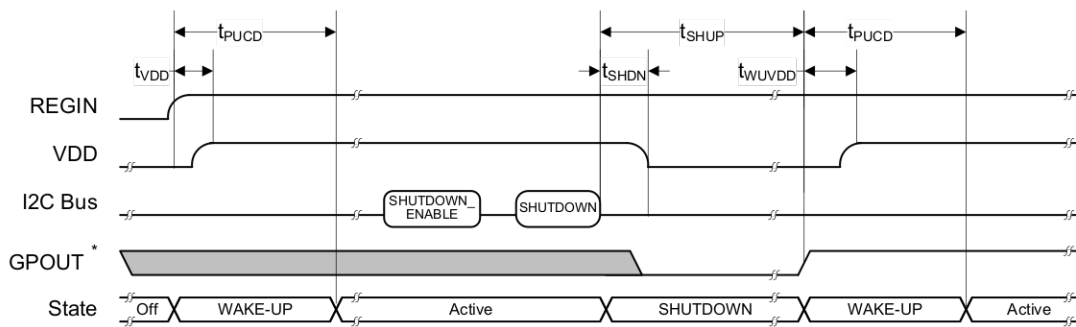 tPUCD tSHUP tPUCD
tVDD tSHDN tWUVDD
REGIN
VDD
I2C Bus SHUTDOWN_ SHUTDOWN
ENABLE
GPOUT *
State Off WAKE-UP Active SHUTDOWN WAKE-UP Active